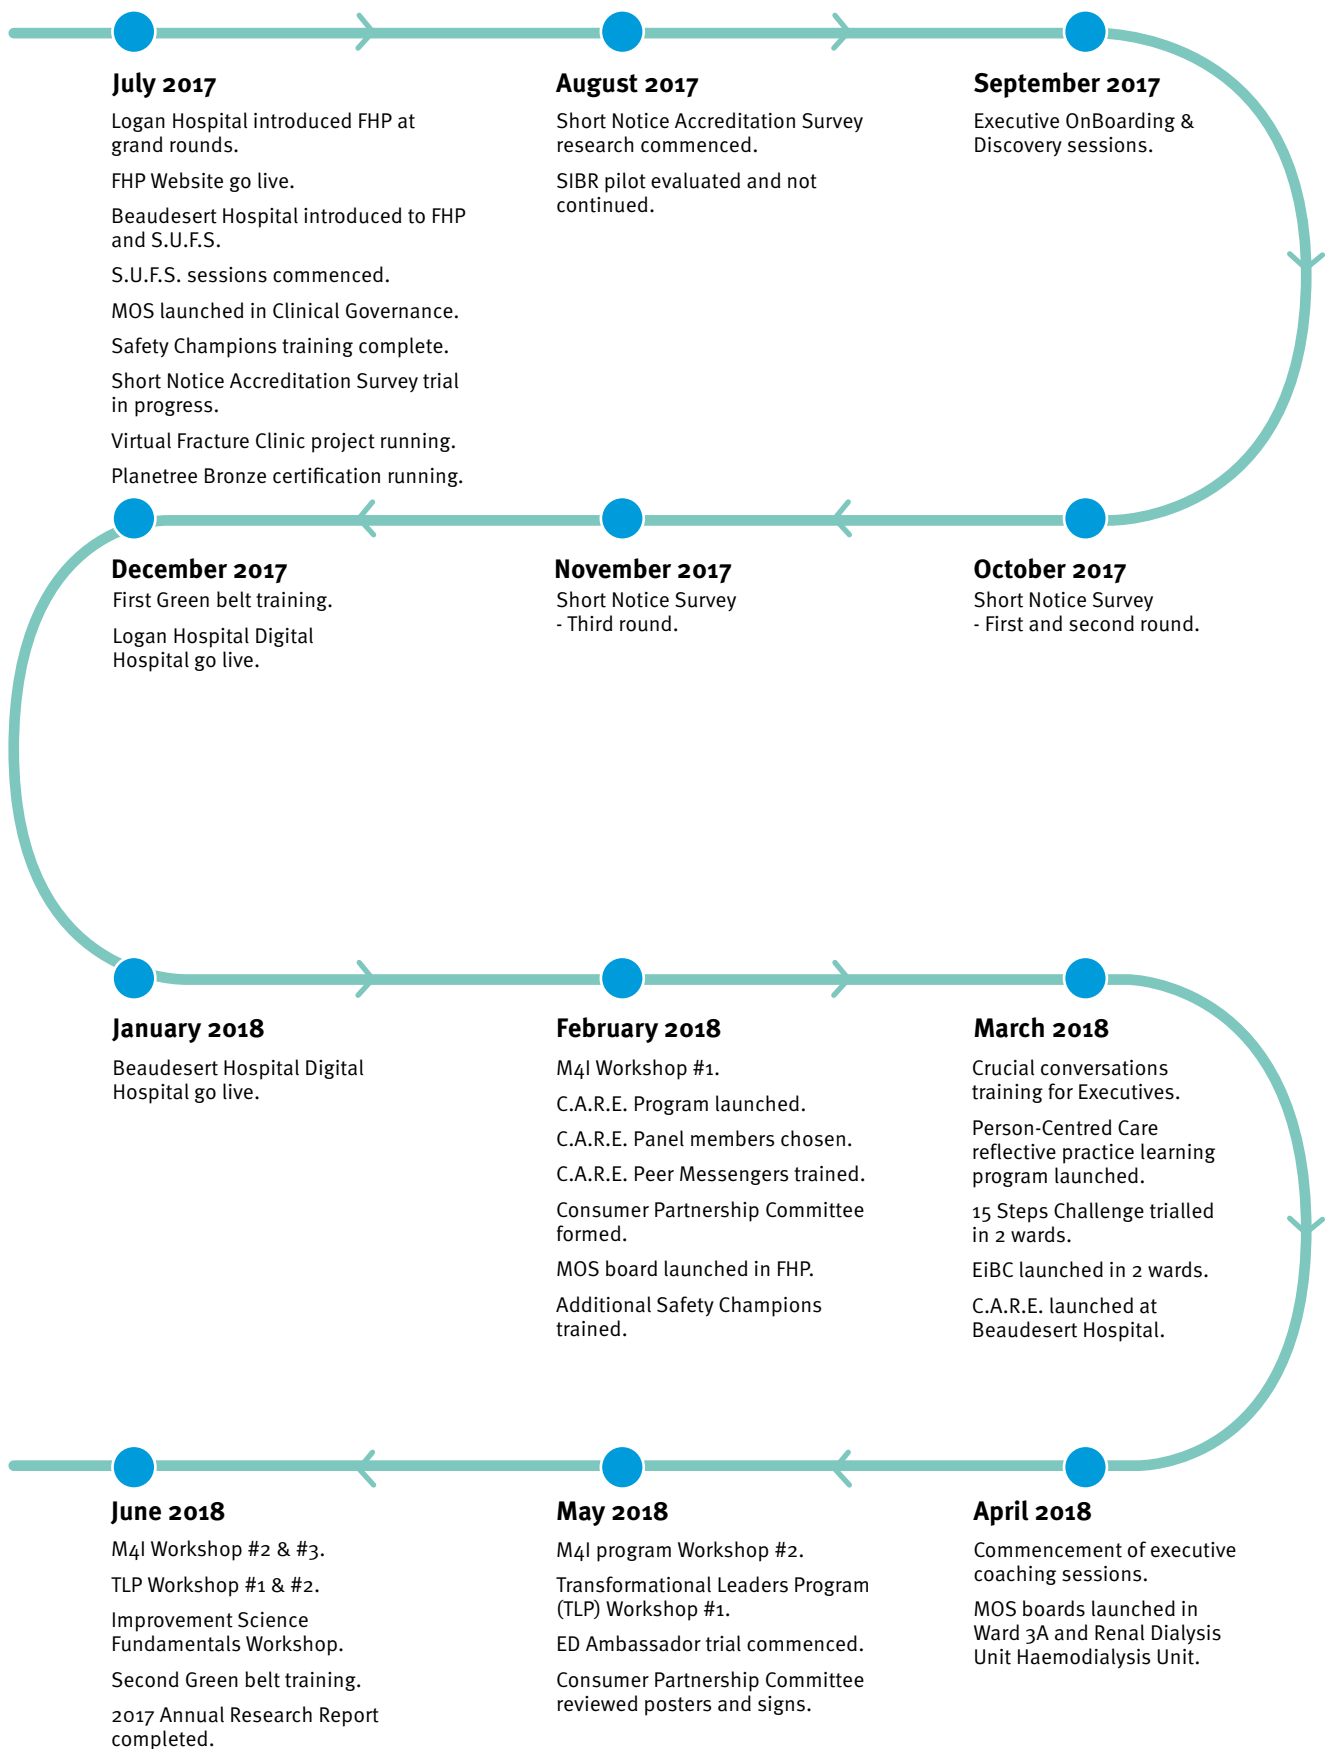 July 2017
Logan Hospital introduced FHP at
grand rounds.
FHP Website go live.
Beaudesert Hospital introduced to FHP
and S.U.F.S.
S.U.F.S. sessions commenced.
MOS launched in Clinical Governance.
Safety Champions training complete.
Short Notice Accreditation Survey trial
in progress.
Virtual Fracture Clinic project running.
Planetree Bronze certification running.
August 2017
Short Notice Accreditation Survey
research commenced.
SIBR pilot evaluated and not
continued.
September 2017
Executive OnBoarding &
Discovery sessions.
October 2017
Short Notice Survey
- First and second round.
November 2017
Short Notice Survey
- Third round.
December 2017
First Green belt training.
Logan Hospital Digital
Hospital go live.
January 2018
Beaudesert Hospital Digital
Hospital go live.
February 2018
M4I Workshop #1.
C.A.R.E. Program launched.
C.A.R.E. Panel members chosen.
C.A.R.E. Peer Messengers trained.
Consumer Partnership Committee
formed.
MOS board launched in FHP.
Additional Safety Champions
trained.
March 2018
Crucial conversations
training for Executives.
Person-Centred Care
reflective practice learning
program launched.
15 Steps Challenge trialled
in 2 wards.
EiBC launched in 2 wards.
C.A.R.E. launched at
Beaudesert Hospital.
April 2018
Commencement of executive
coaching sessions.
MOS boards launched in
Ward 3A and Renal Dialysis
Unit Haemodialysis Unit.
May 2018
M4I program Workshop #2.
Transformational Leaders Program
(TLP) Workshop #1.
ED Ambassador trial commenced.
Consumer Partnership Committee
reviewed posters and signs.
June 2018
M4I Workshop #2 & #3.
TLP Workshop #1 & #2.
Improvement Science
Fundamentals Workshop.
Second Green belt training.
2017 Annual Research Report
completed.